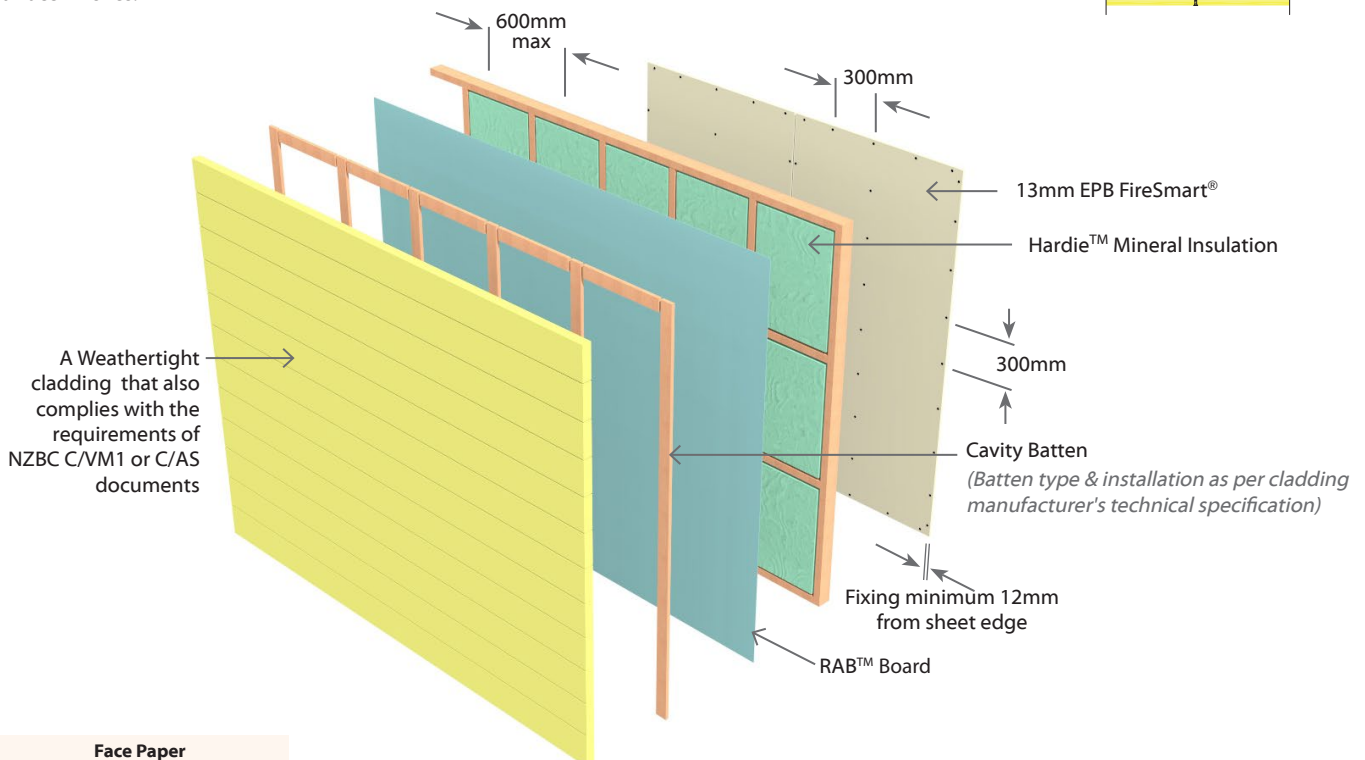 600mm
max
300mm
13mm EPB FireSmart®
Hardie™ Mineral Insulation
A Weathertight
cladding that also
complies with the
requirements of
NZBC C/VM1 or C/AS
documents
300mm
Cavity Batten
(Batten type & installation as per cladding
manufacturer's technical specification)
Fixing minimum 12mm
from sheet edge
RAB™ Board
Face Paper